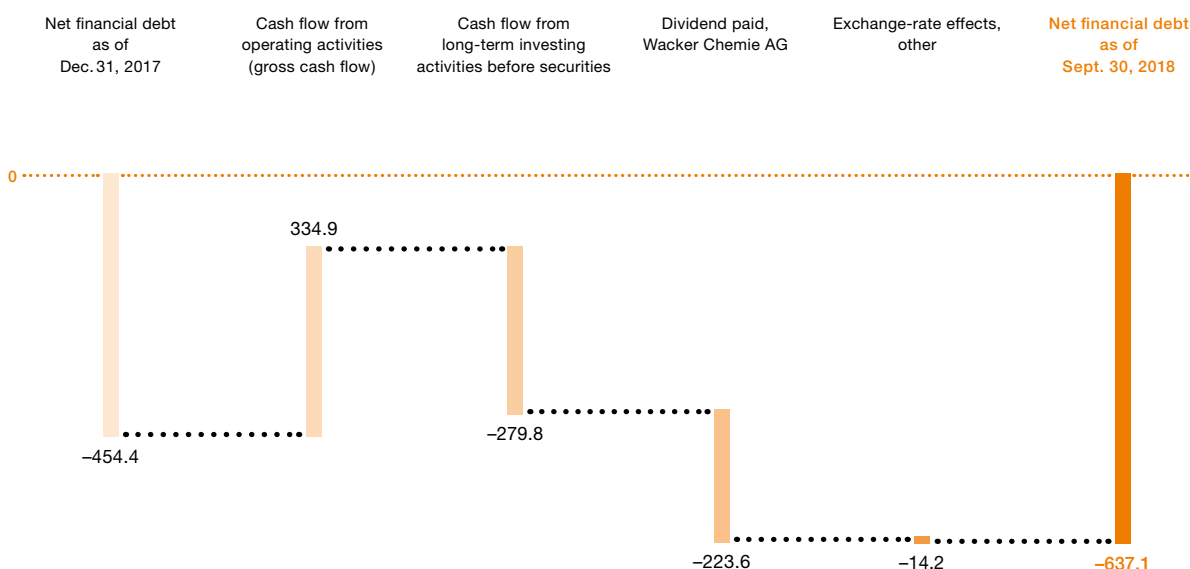 Net financial debt
as of
Dec. 31, 2017
Cash flow from
operating activities
(gross cash flow)
Cash flow from
long-term investing
activities before securities
Dividend paid,
Wacker Chemie AG
Exchange-rate effects,
other
Net financial debt
as of
Sept. 30, 2018
0
334.9
–454.4
–279.8
–223.6
–14.2
–637.1